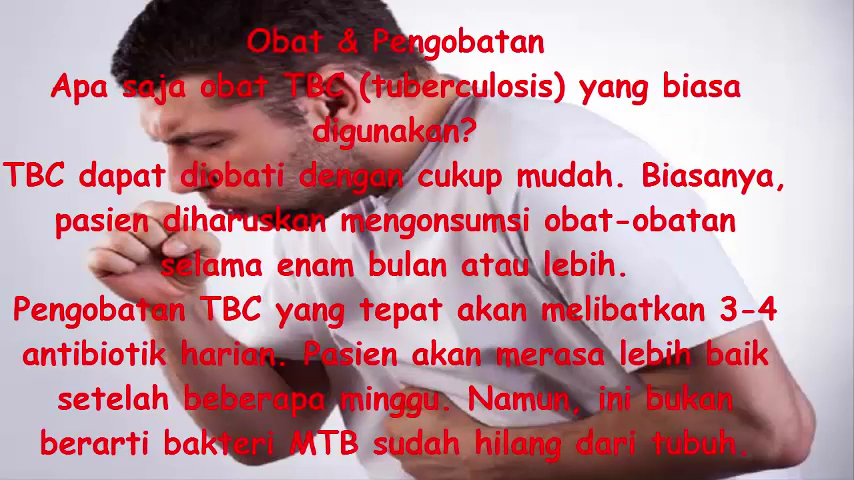 Obat & Pengobatan
Apa saja obat TBC (tuberculosis) yang biasa
digunakan?
TBC dapat diobati dengan cukup mudah. Biasanya,
pasien diharuskan mengonsumsi obat-obatan
selama enam bulan atau lebih.
Pengobatan TBC yang tepat akan melibatkan 3-4
antibiotik harian. Pasien akan merasa lebih baik
setelah beberapa minggu. Namun, ini bukan
berarti bakteri MTB sudah hilang dari tubuh.